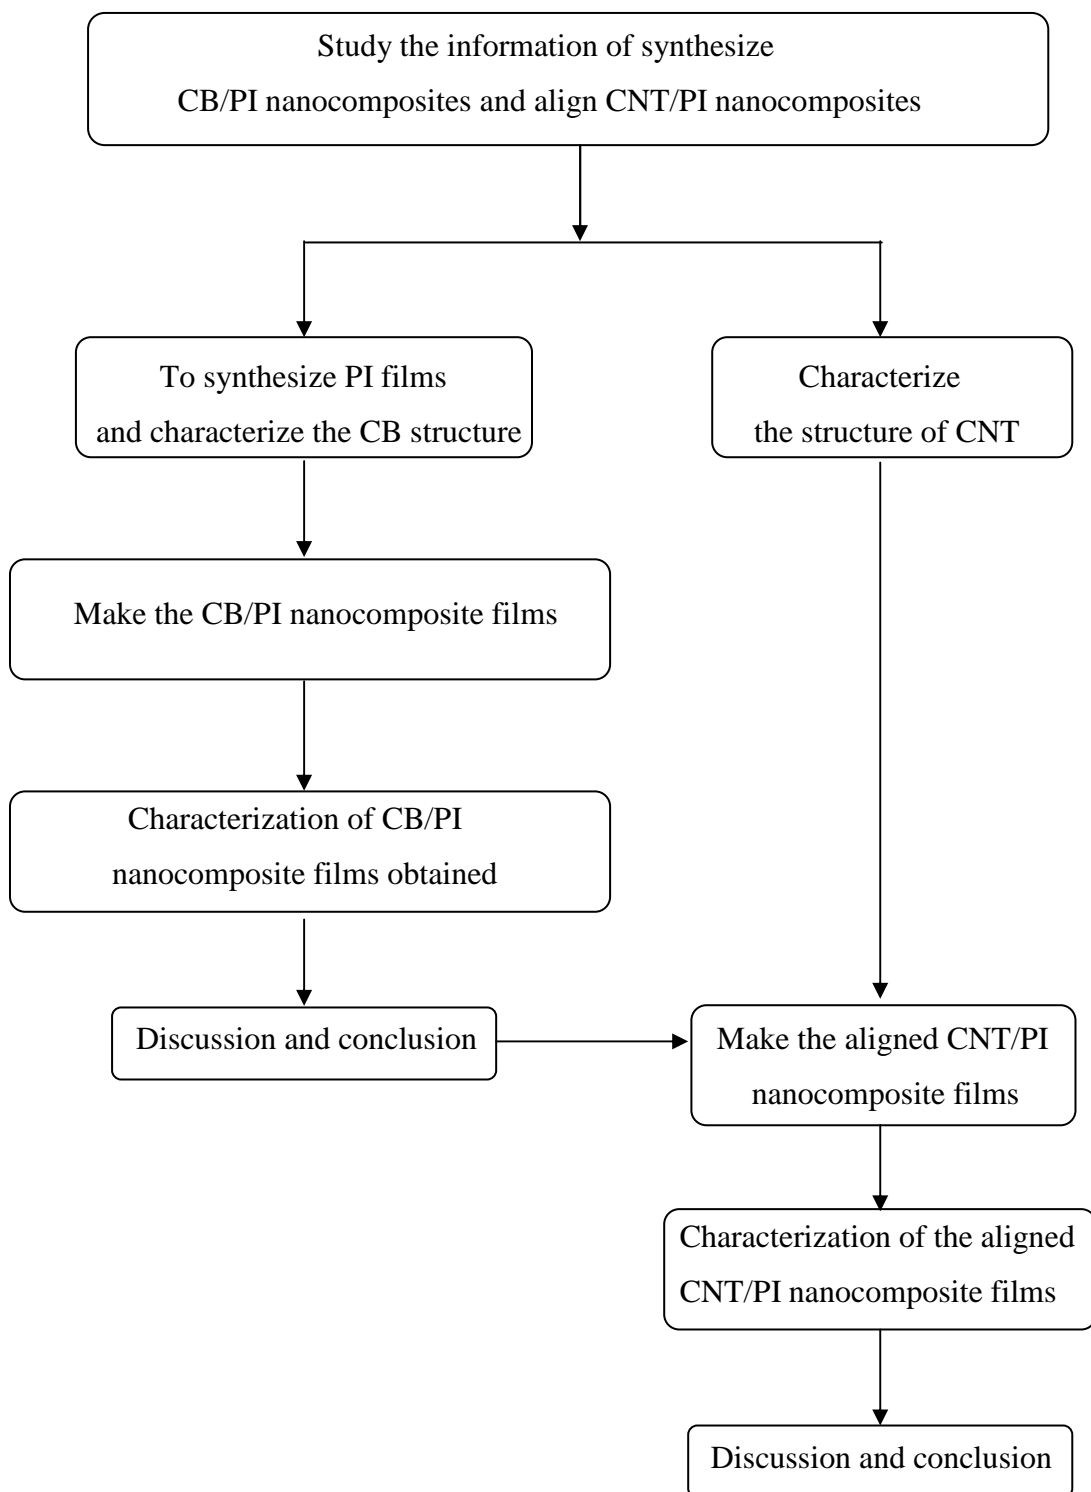 Study the information of synthesize
CB/PI nanocomposites and align CNT/PI nanocomposites
To synthesize PI films
and characterize the CB structure
Characterize
the structure of CNT
Make the CB/PI nanocomposite films
Characterization of CB/PI
nanocomposite films obtained
Discussion and conclusion
Make the aligned CNT/PI
nanocomposite films
Characterization of the aligned
CNT/PI nanocomposite films
Discussion and conclusion